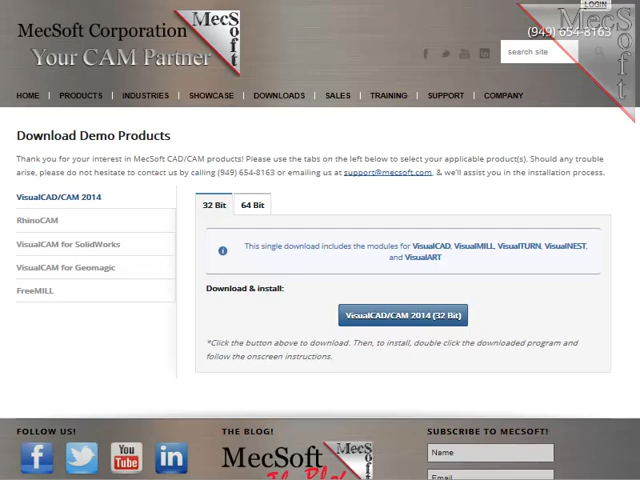 LOGIN
MecSoft Corporation
MecSoft
Your CAM Partner
MecSoft
(949) 654-8163
search site
HOME PRODUCTS INDUSTRIES SHOWCASE DOWNLOADS SALES TRAINING SUPPORT COMPANY
Download Demo Products
Thank you for your interest in MecSoft CAD/CAM products! Please use the tabs on the left below to select your applicable product(s). Should any trouble
arise, please do not hesitate to contact us by calling (949) 654-8163 or emailing us at support@mecsoft.com, & we'll assist you in the installation process.
VisualCAD/CAM 2014
RhinoCAM
VisualCAM for SolidWorks
VisualCAM for Geomagic
FreeMILL
32 Bit 64 Bit
This single download includes the modules for VisualCAD, VisualMILL, VisualTURN, VisualNEST,
and VisualART
Download & install:
VisualCAD/CAM 2014 (32 Bit)
*Click the button above to download. Then, to install, double click the downloaded program and
follow the onscreen instructions.
FOLLOW US!
You Tube
in
THE BLOG!
MecSoft
SUBSCRIBE TO MECSOFT!
Name
Email